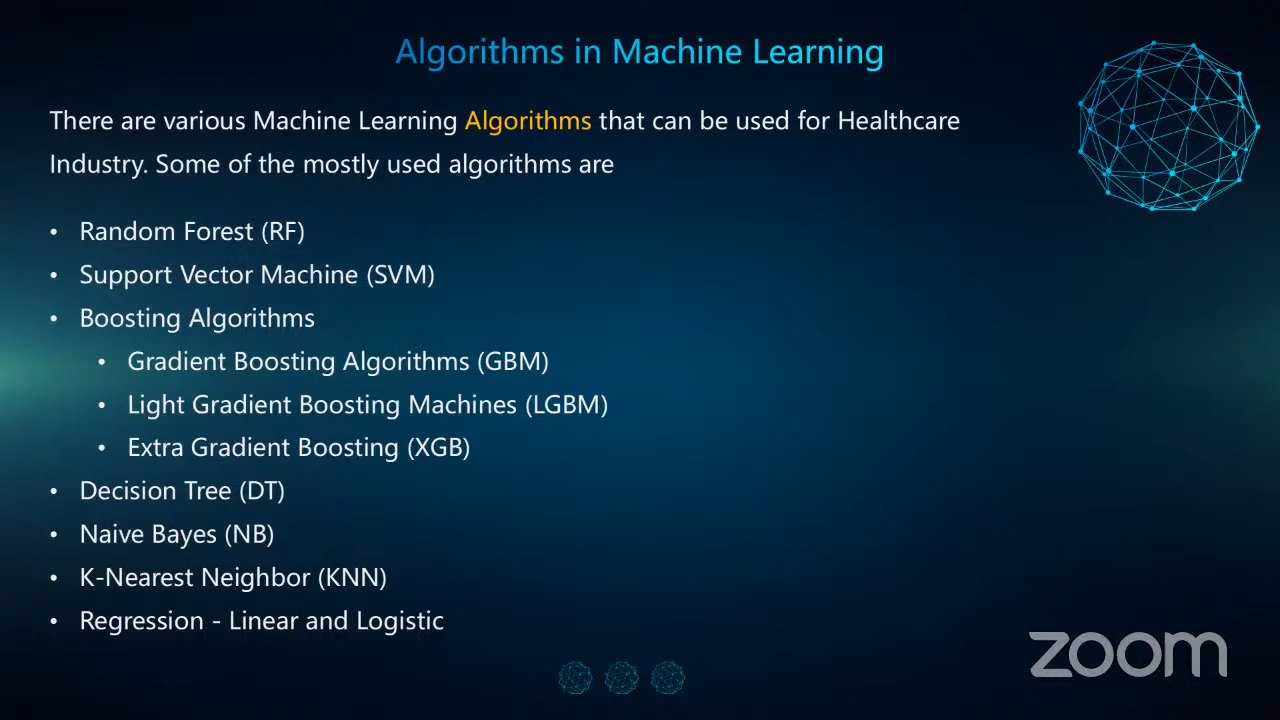 Algorithms in Machine Learning
There are various Machine Learning Algorithms that can be used for Healthcare
Industry. Some of the mostly used algorithms are
• Random Forest (RF)
• Support Vector Machine (SVM)
• Boosting Algorithms
• Gradient Boosting Algorithms (GBM)
• Light Gradient Boosting Machines (LGBM)
• Extra Gradient Boosting (XGB)
• Decision Tree (DT)
• Naive Bayes (NB)
• K-Nearest Neighbor (KNN)
• Regression - Linear and Logistic
zoom